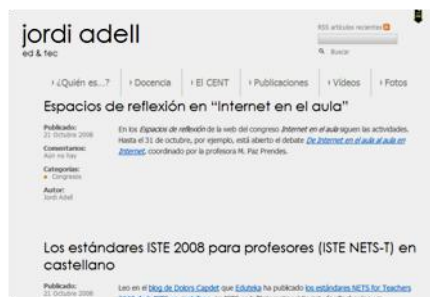 jordi adell
ed & tec
RSS artículos recientes
Buscar
¿Quién es...?
Docencia
El CENT
Publicaciones
Vídeos
Fotos
Espacios de reflexión en "Internet en el aula"
Publicado:
21 Octubre 2008
Comentarios:
Aún no hay
Categorías:
Congresos
Autor:
Jordi Adell
En los Espacios de reflexión de la web del congreso Internet en el aula siguen las actividades.
Hasta el 31 de octubre, por ejemplo, está abierto el debate De Internet en el aula al aula en
Internet, coordinado por la profesora M. Paz Prendes.
Los estándares ISTE 2008 para profesores (ISTE NETS-T) en
castellano
Publicado:
21 Octubre 2008
Leo en el blog de Dolors Capdet que Eduteka ha publicado los estándares NETS for Teachers